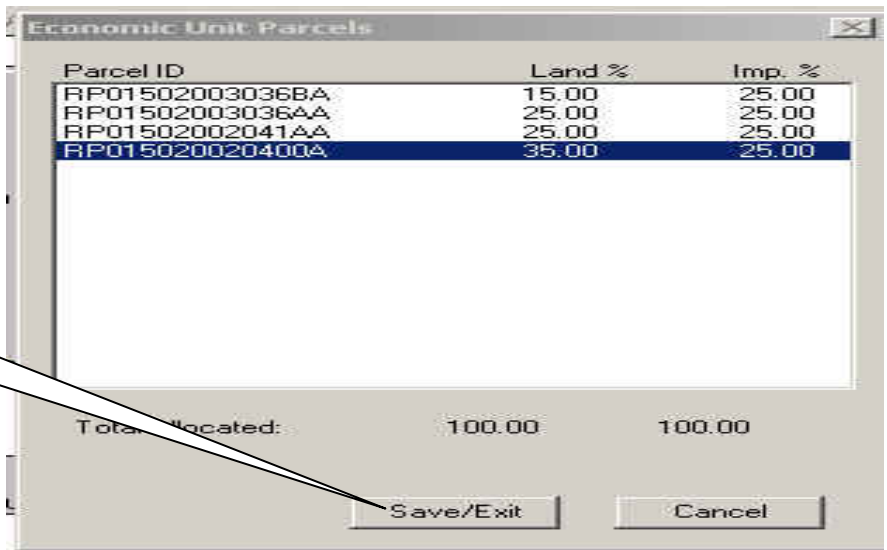 Economic Unit Parcels
Parcel ID Land % Imp. %
RP01502003036BA 15.00 25.00
RP01502003036AA 25.00 25.00
RP01502002041AA 25.00 25.00
RP015020020400A 35.00 25.00
Total 100.00 100.00
Save/Exit Cancel